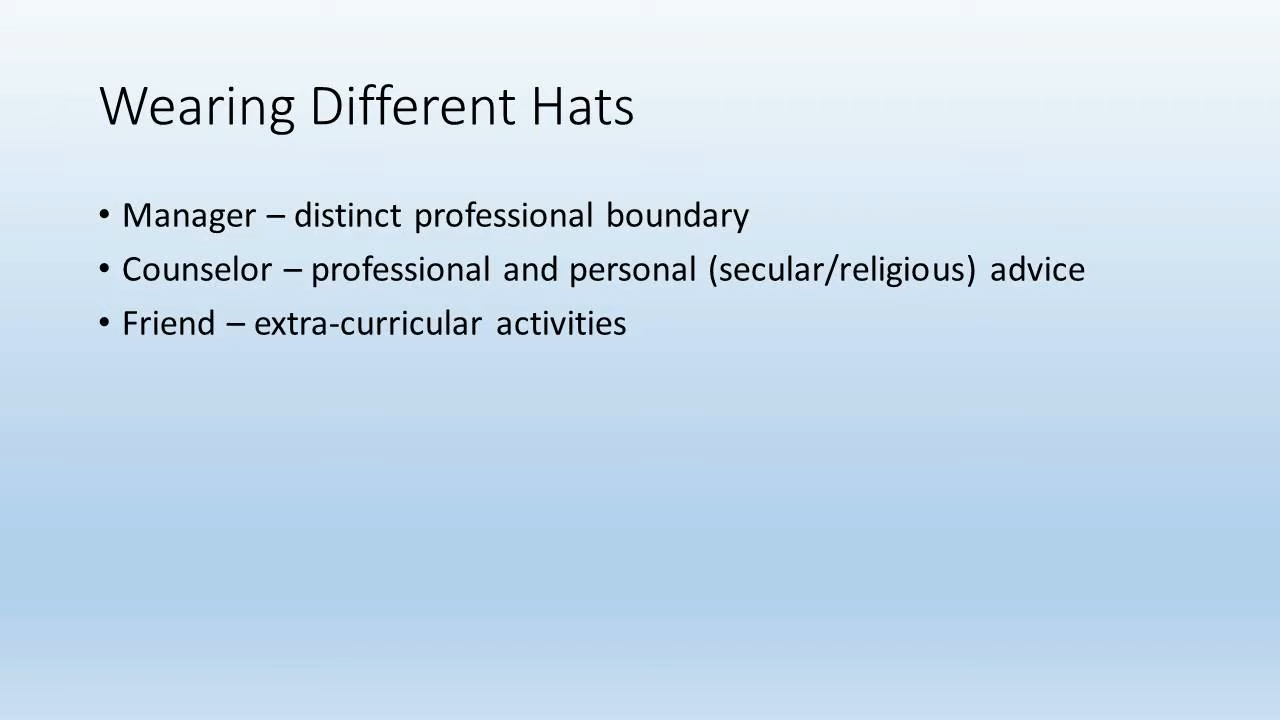 Wearing Different Hats
• Manager – distinct professional boundary
• Counselor – professional and personal (secular/religious) advice
• Friend – extra-curricular activities